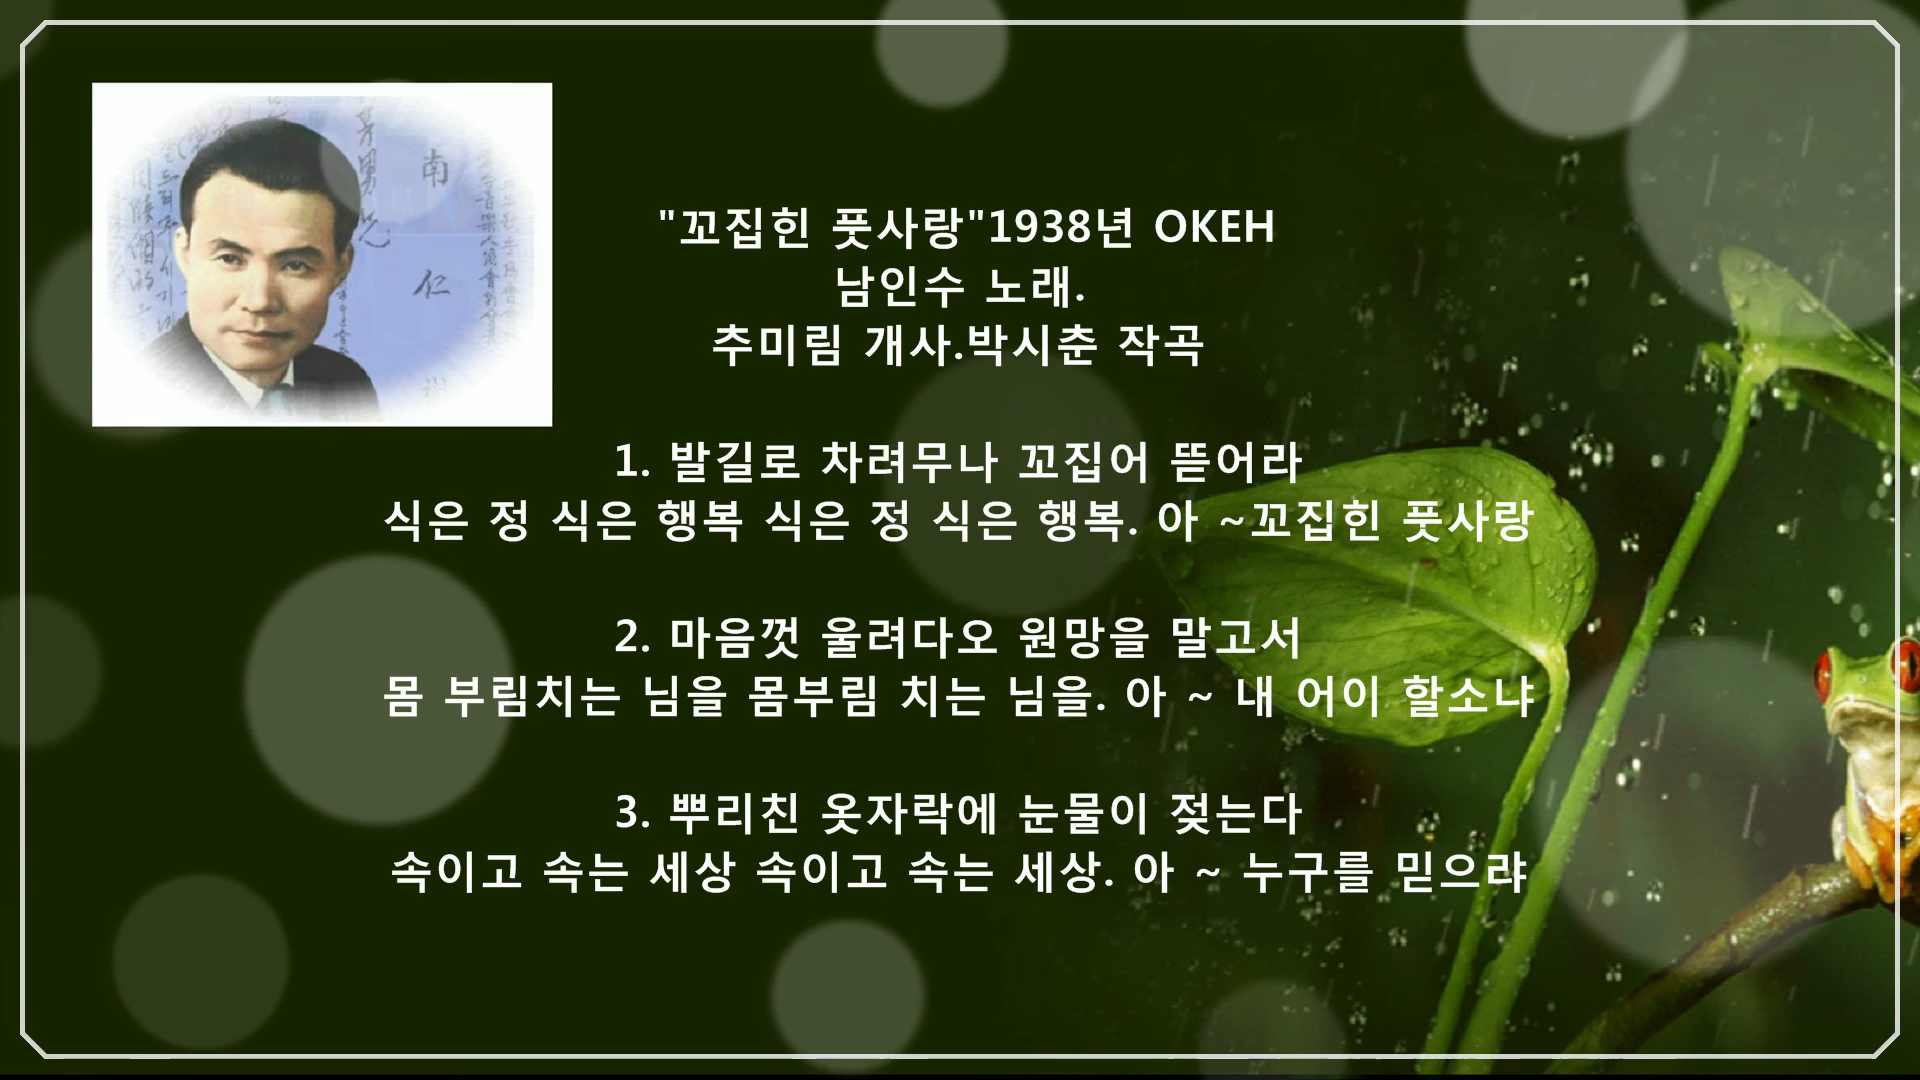 "꼬집힌 풋사랑"1938년 OKEH
남인수 노래.
추미림 개사.박시춘 작곡
1. 발길로 차려무나 꼬집어 뜯어라
식은 정 식은 행복 식은 정 식은 행복. 아 ~꼬집힌 풋사랑
2. 마음껏 울려다오 원망을 말고서
몸 부림치는 님을 몸부림 치는 님을. 아 ~ 내 어이 할소냐
3. 뿌리친 옷자락에 눈물이 젖는다
속이고 속는 세상 속이고 속는 세상. 아 ~ 누구를 믿으랴
南
仁